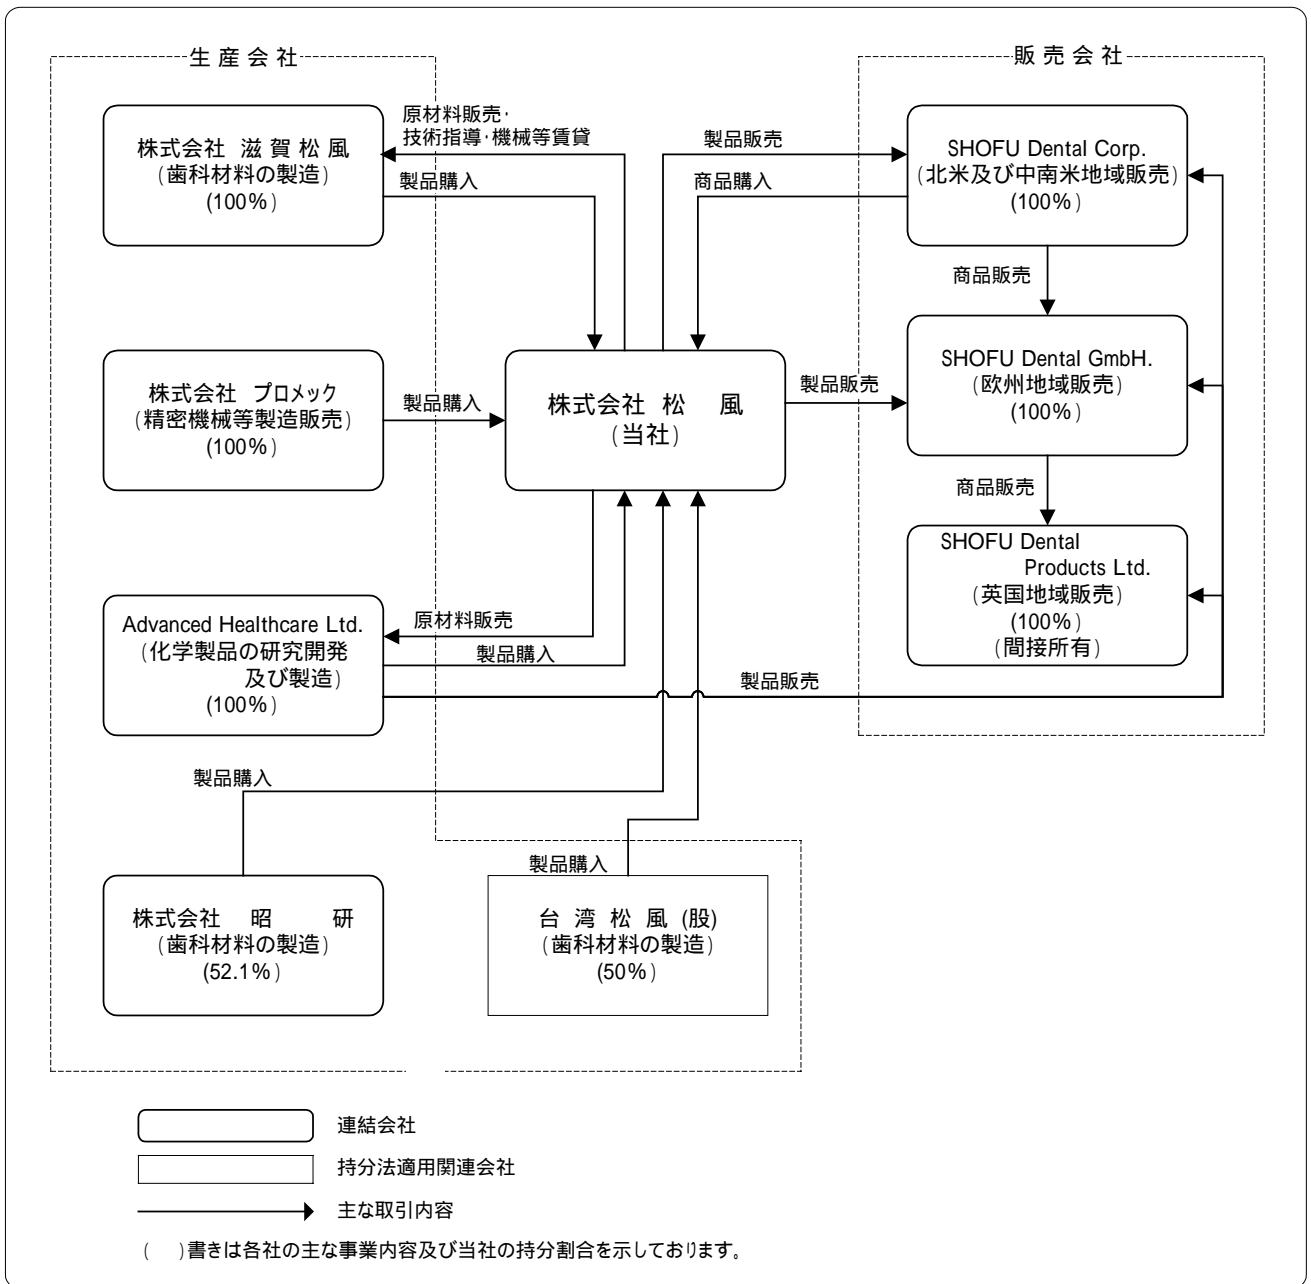 生 産 会 社
販 売 会 社
株式会社 滋 賀 松 風
(歯科材料の製造)
(100%)
原材料販売・
技術指導・機械等賃貸
製品購入
製品販売
商品購入
SHOFU Dental Corp.
(北米及び中南米地域販売)
(100%)
商品販売
株式会社 プロメック
(精密機械等製造販売)
(100%)
製品購入
株式会社 松 風
(当社)
製品販売
SHOFU Dental GmbH.
(欧州地域販売)
(100%)
商品販売
SHOFU Dental
Products Ltd.
(英国地域販売)
(100%)
(間接所有)
Advanced Healthcare Ltd.
(化学製品の研究開発
及び製造)
(100%)
原材料販売
製品購入
製品販売
製品購入
株式会社 昭 研
(歯科材料の製造)
(52.1%)
製品購入
台 湾 松 風 (股)
(歯科材料の製造)
(50%)
連結会社
持分法適用関連会社
主な取引内容
( )書きは各社の主な事業内容及び当社の持分割合を示しております。